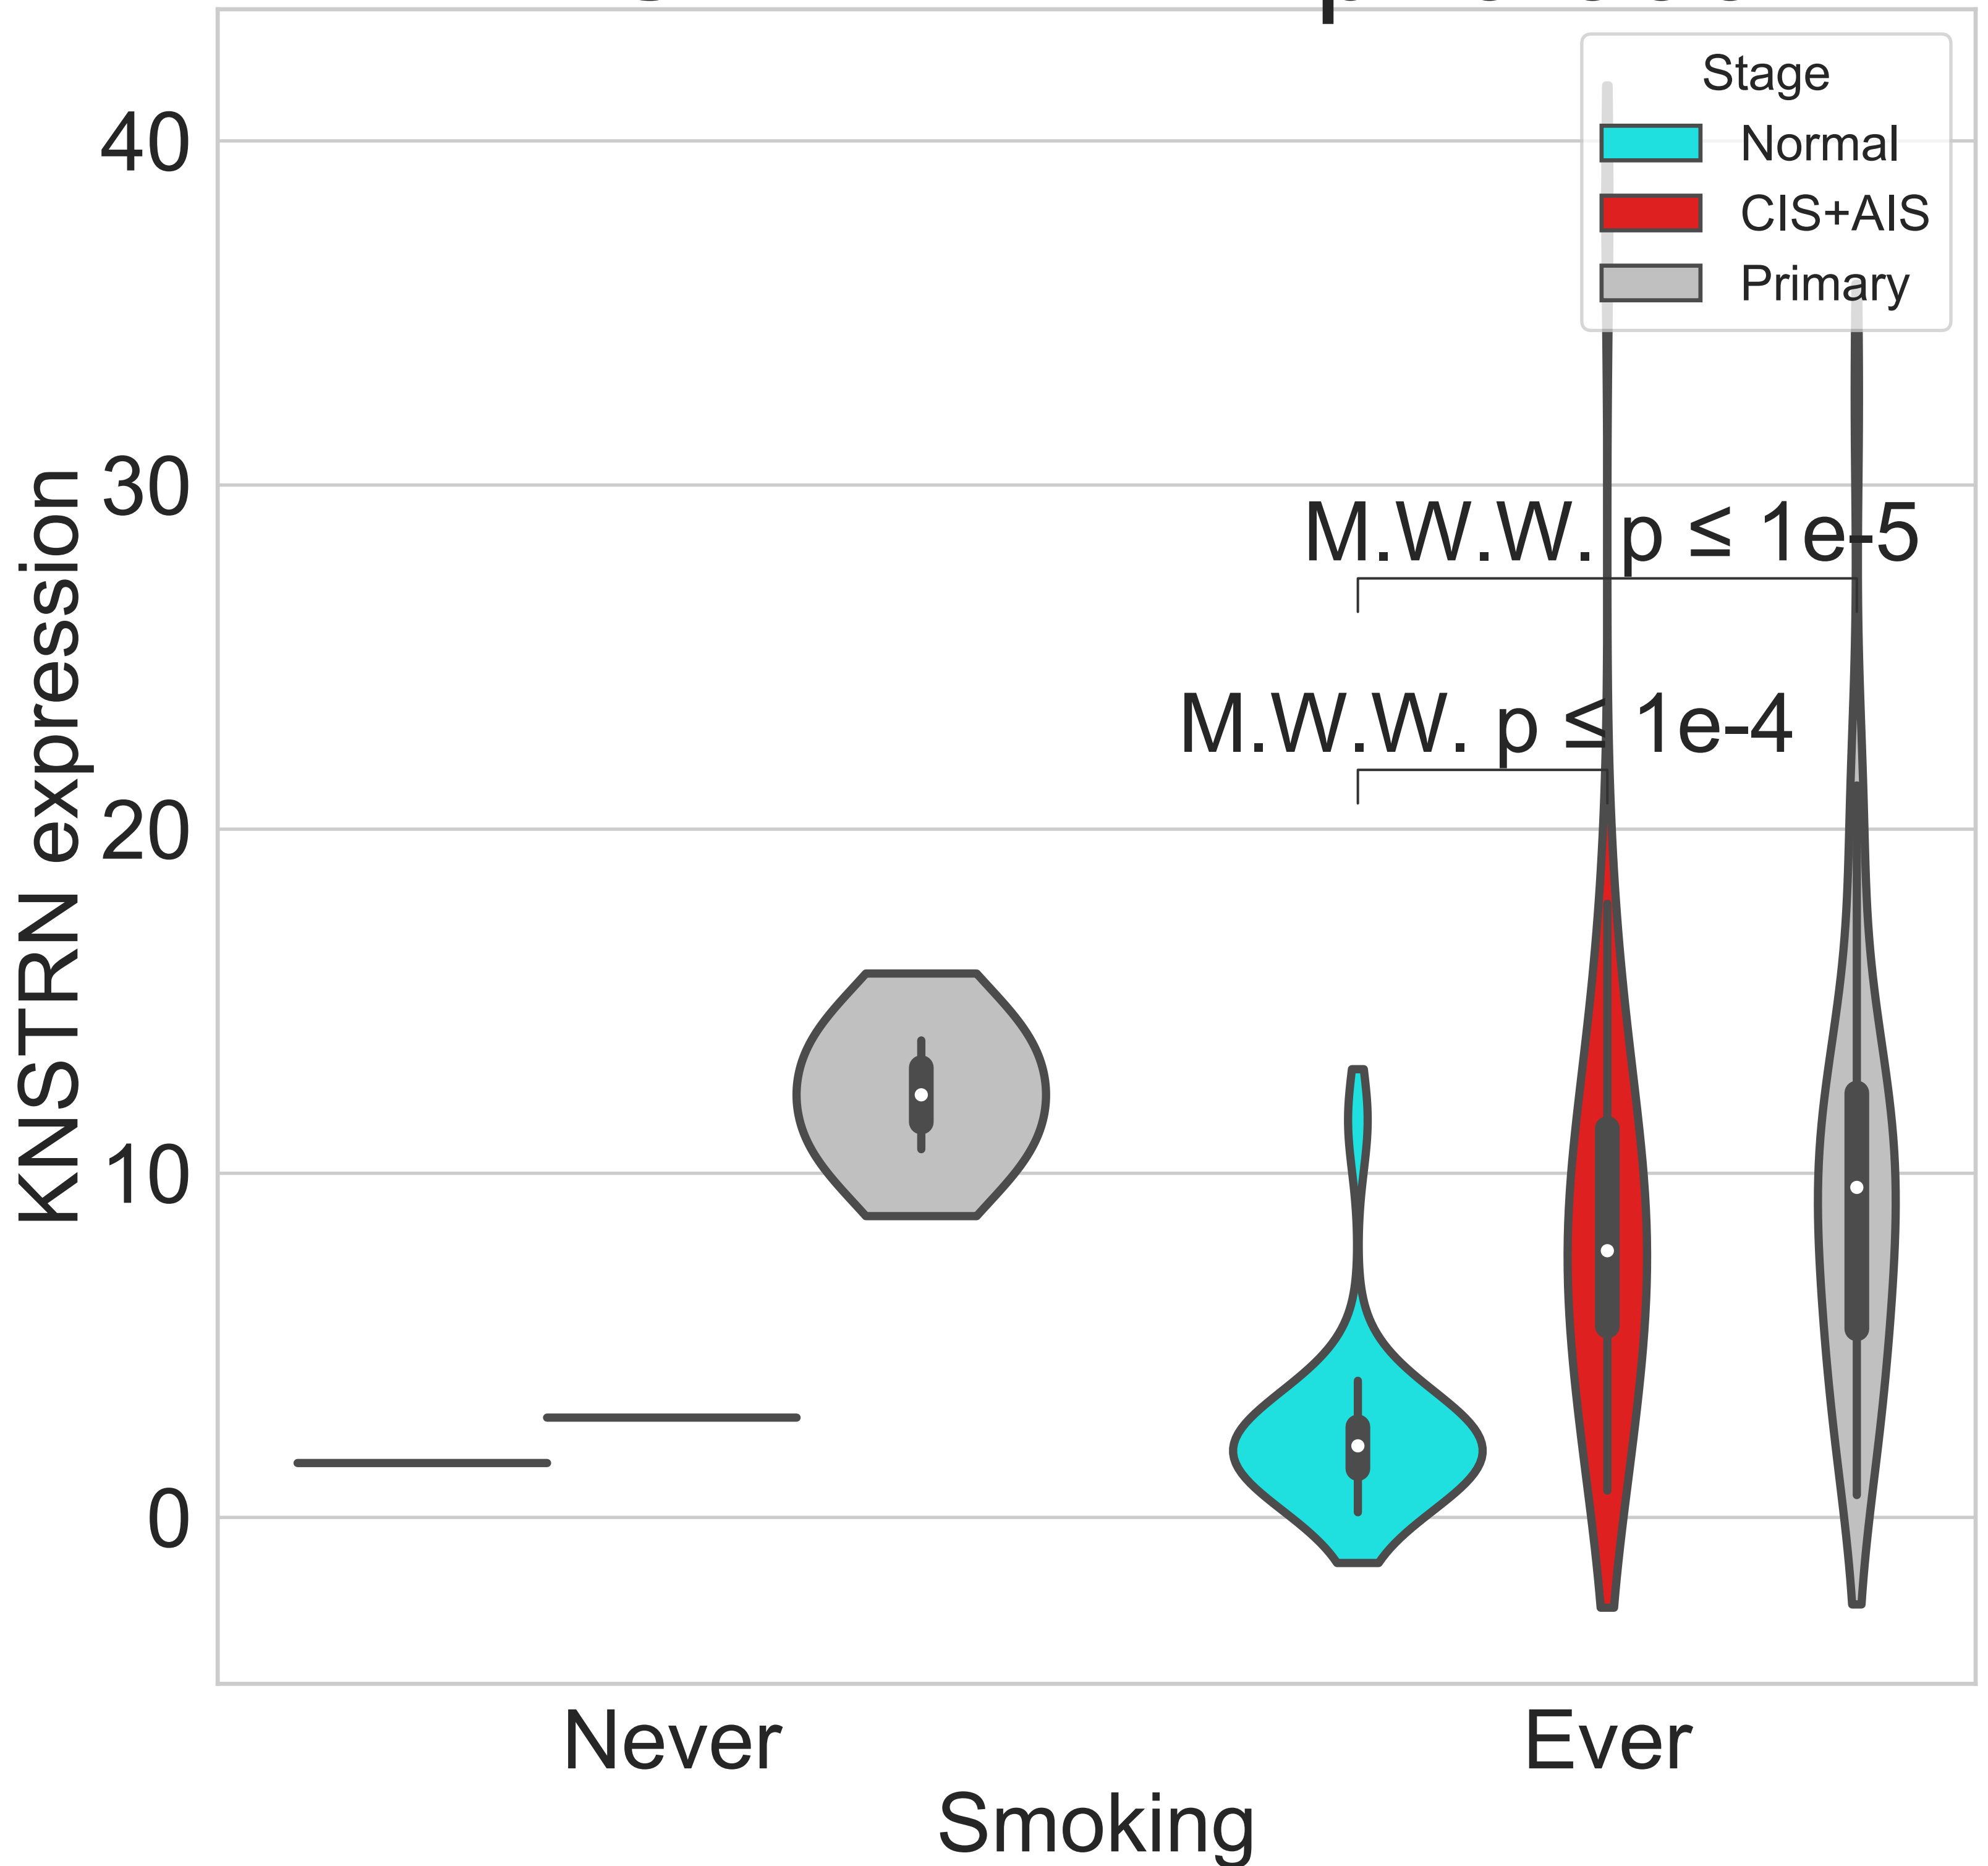 Stage
Normal
CIS+AIS
Primary
40
30
20
10
0
KNSTRN expression
M.W.W. p ≤ 1e-5
M.W.W. p ≤ 1e-4
Never
Ever
Smoking